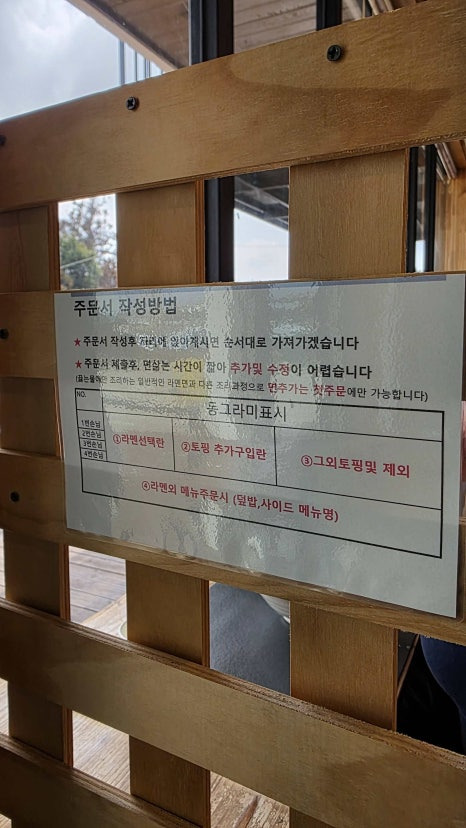 주문서 작성방법
★주문서 작성후 자리에 앉아계시면 순서대로 가져가겠습니다
★주문서 제출후, 면삶는 시간이 짧아 추가및 수정이 어렵습니다
(끓는물에만 조리하는 일반적인 라면면과 다른 조리과정으로 면추가는 첫주문에만 가능합니다)
NO.
동그라미표시
1번손님
2번손님
3번손님
4번손님
①라멘선택란
②토핑 추가구입란
③그외토핑및 제외
④라멘외 메뉴주문시 (덮밥,사이드 메뉴명)